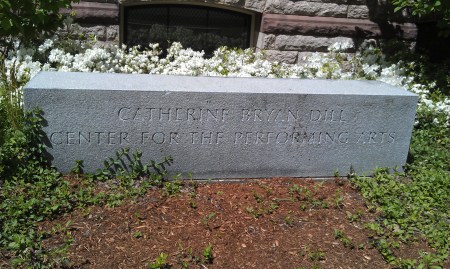 CATHERINE BRYAN DILL
CENTER FOR THE PERFORMING ARTS